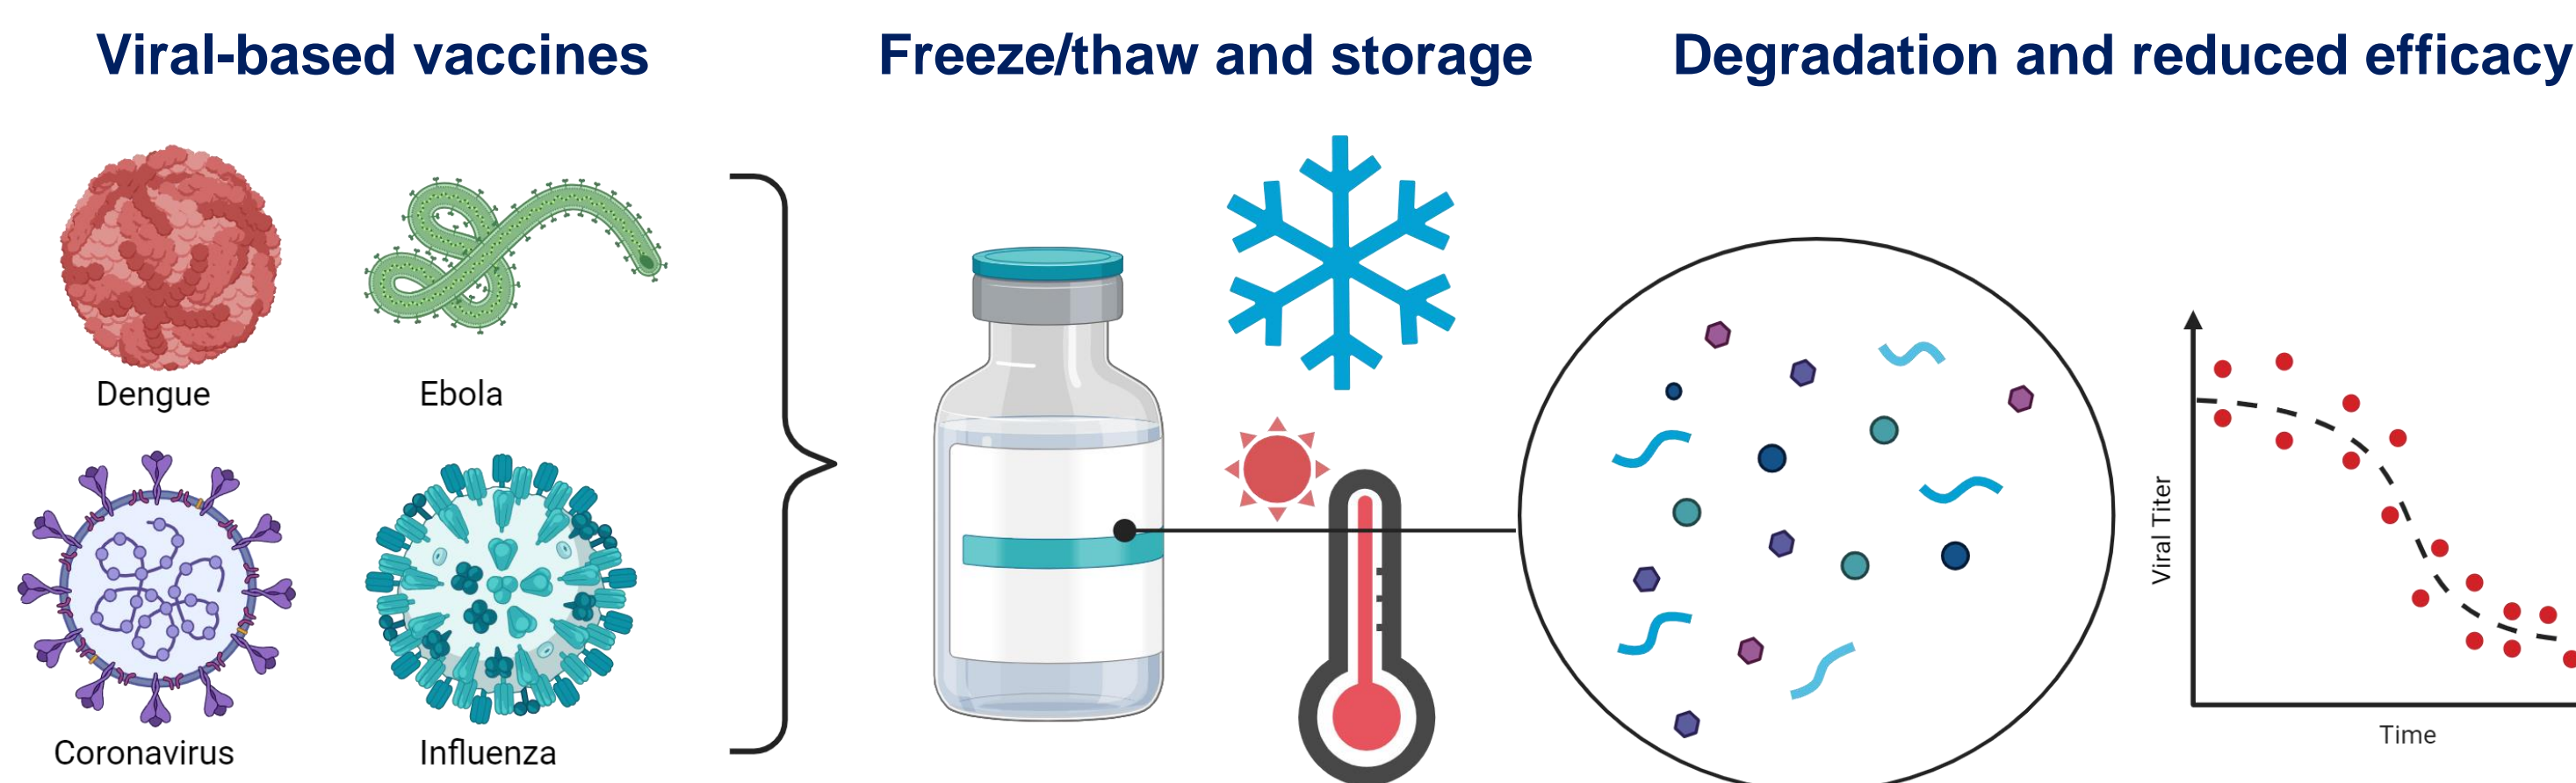 Viral-based vaccines
Freeze/thaw and storage
Degradation and reduced efficacy
Dengue
Ebola
Coronavirus
Influenza
Viral Titer
Time